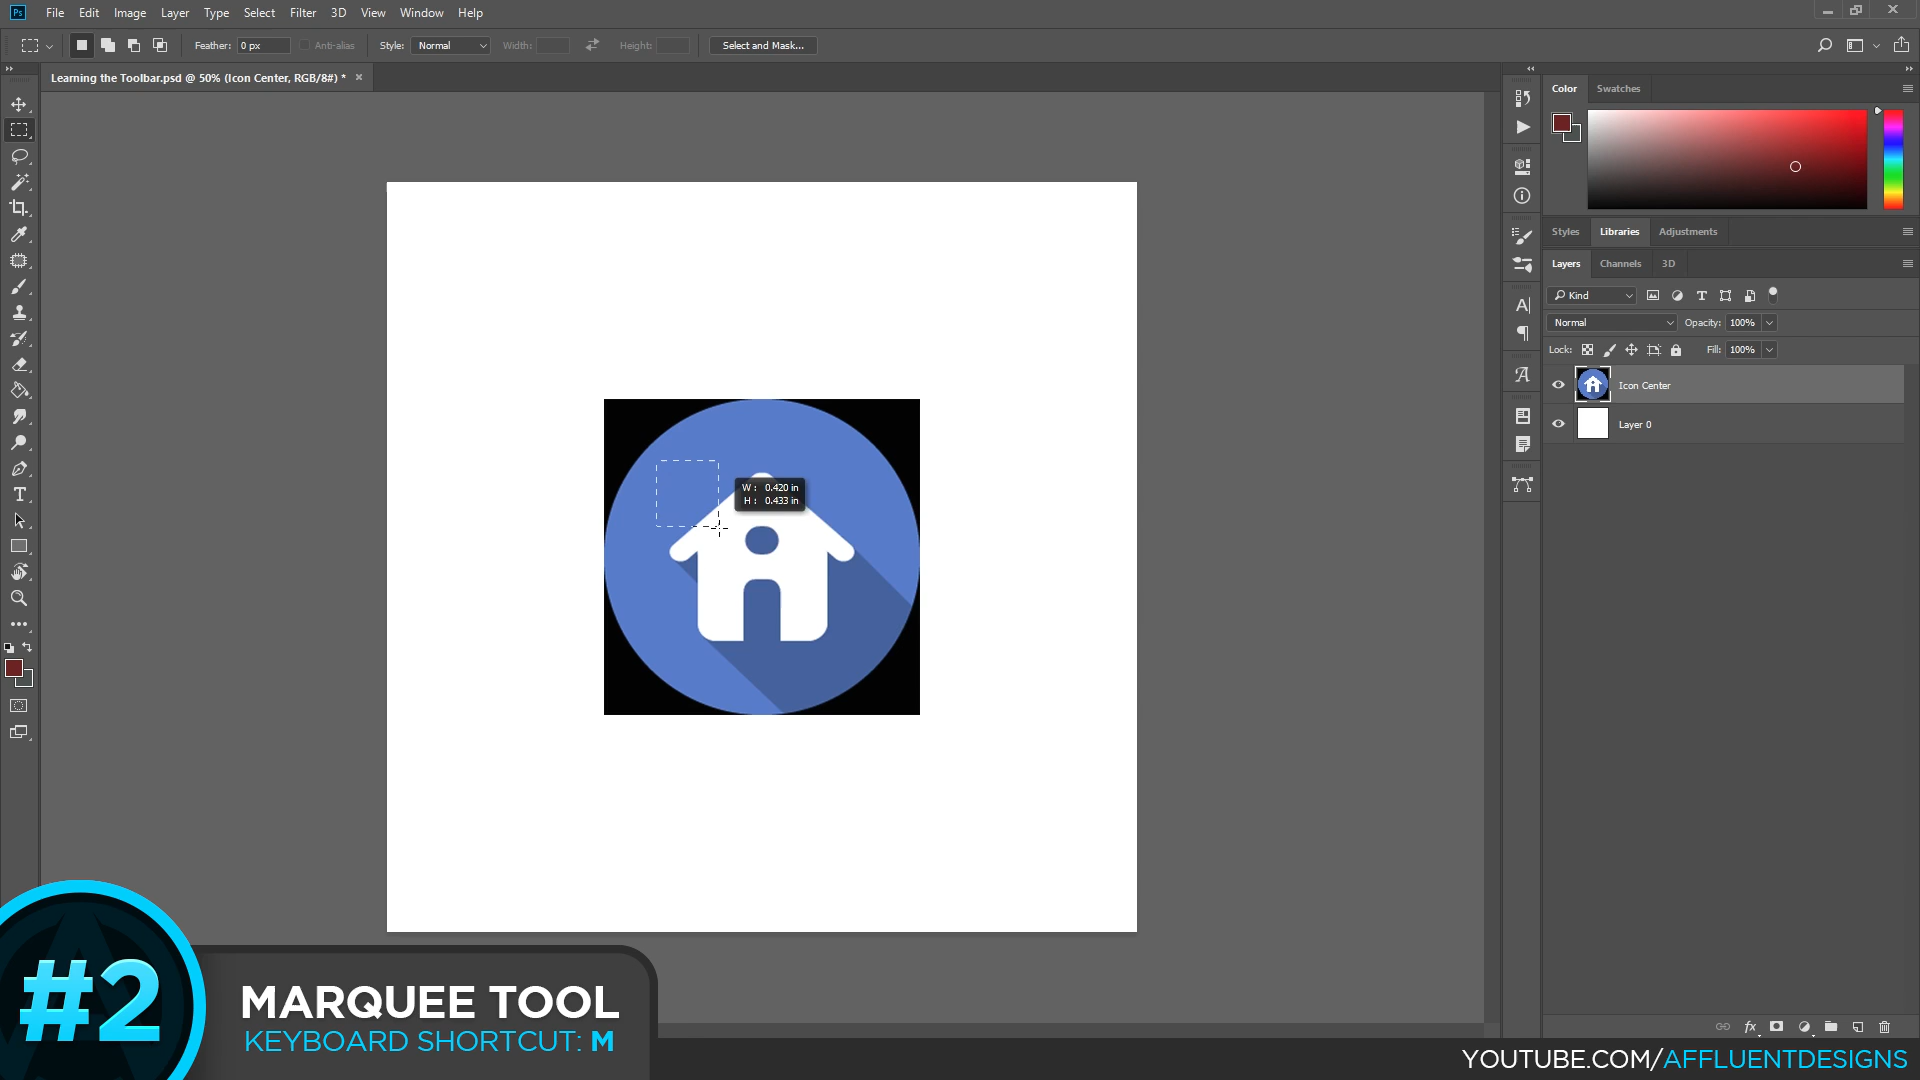 Ps File Edit Image Layer Type Select Filter 3D View Window Help
Feather: 0 px Anti-alias Style: Normal Width: Height: Select and Mask...
Learning the Toolbar.psd @ 50% (Icon Center, RGB/8#) *
Color Swatches
Styles Libraries Adjustments
Layers Channels 3D
Kind
Normal Opacity: 100%
Lock: Fill: 100%
Icon Center
Layer 0
W: 0.420 in
H: 0.433 in
#2
MARQUEE TOOL
KEYBOARD SHORTCUT: M
YOUTUBE.COM/AFFLUENTDESIGNS